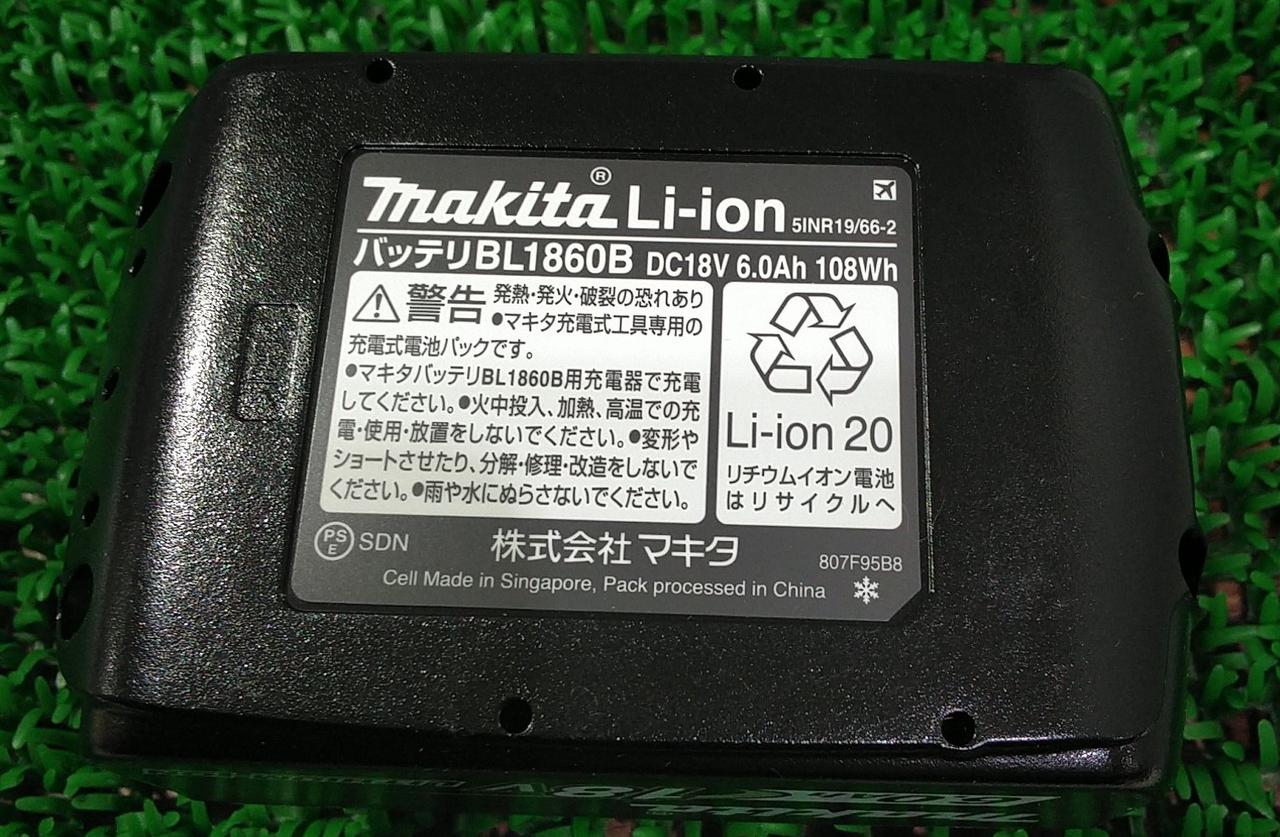 makita® Li-ion 5INR19/66-2
バッテリBL1860B DC18V 6.0Ah 108Wh
警告 発熱・発火・破裂の恐れあり
●マキタ充電式工具専用の
充電式電池パックです。
●マキタバッテリBL1860B用充電器で充電
してください。●火中投入、加熱、高温での充
電・使用・放置をしないでください。●変形や
ショートさせたり、分解・修理・改造をしないで
ください。●雨や水にぬらさないでください。
Li-ion 20
リチウムイオン電池
はリサイクルへ
PSE SDN 株式会社マキタ 807F95B8
Cell Made in Singapore, Pack processed in China
makita 18V